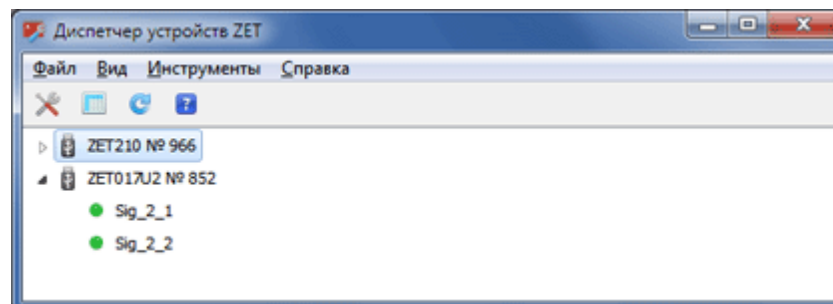 Диспетчер устройств ZET
Файл Вид Инструменты Справка
ZET210 № 966
ZET017U2 № 852
Sig_2_1
Sig_2_2